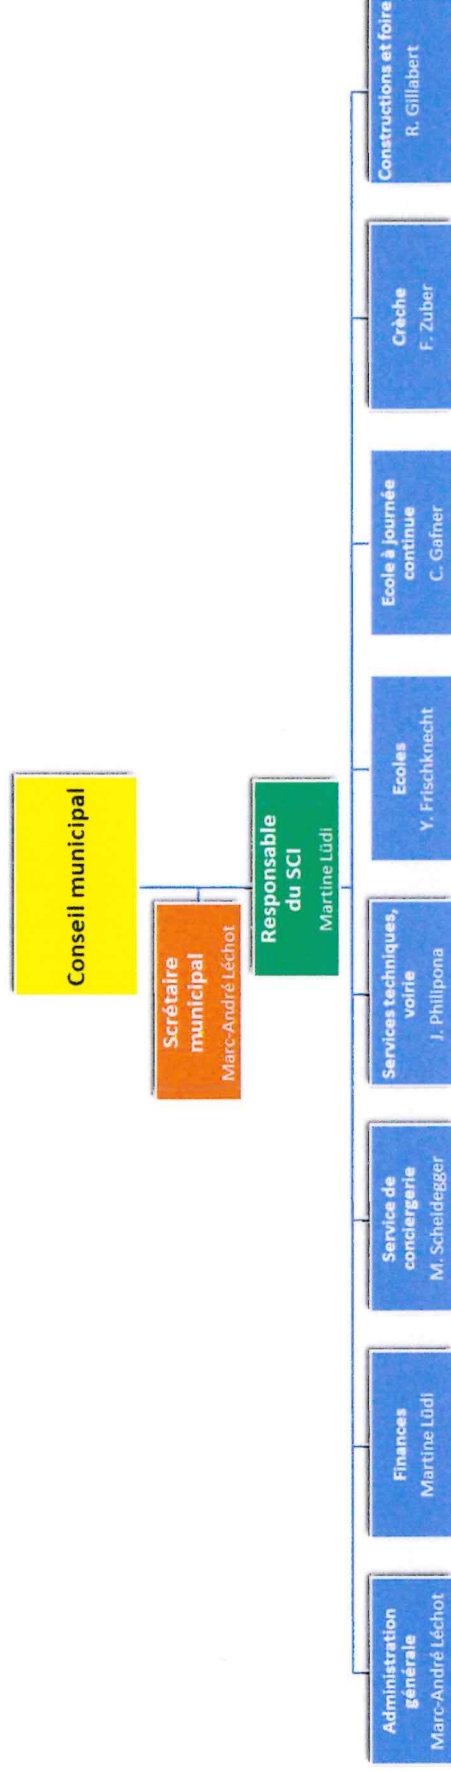 Conseil municipal
Scrétaire
municipal
Marc-André Léchot
Responsable
du SCI
Martine Lüdi
Administration
générale
Marc-André Léchot
Finances
Martine Lüdi
Service de
conciergerie
M. Scheidegger
Services techniques,
voirie
J. Phillpona
Ecoles
Y. Frischknecht
Ecole à journée
continue
C. Gafner
Crèche
F. Zuber
Constructions et foire
R. Gillabert